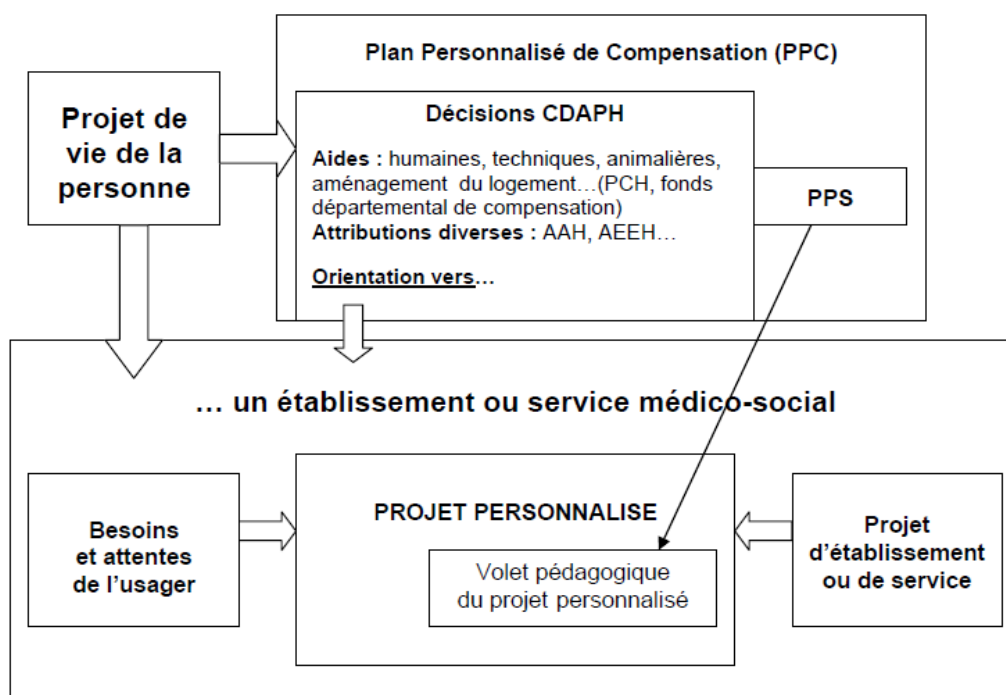 Plan Personnalisé de Compensation (PPC)
Projet de
vie de la
personne
Décisions CDAPH
Aides : humaines, techniques, animalières,
aménagement du logement…(PCH, fonds
départemental de compensation)
Attributions diverses : AAH, AEEH…
Orientation vers…
PPS
… un établissement ou service médico-social
Besoins
et attentes
de l’usager
PROJET PERSONNALISE
Volet pédagogique
du projet personnalisé
Projet
d’établissement
ou de service